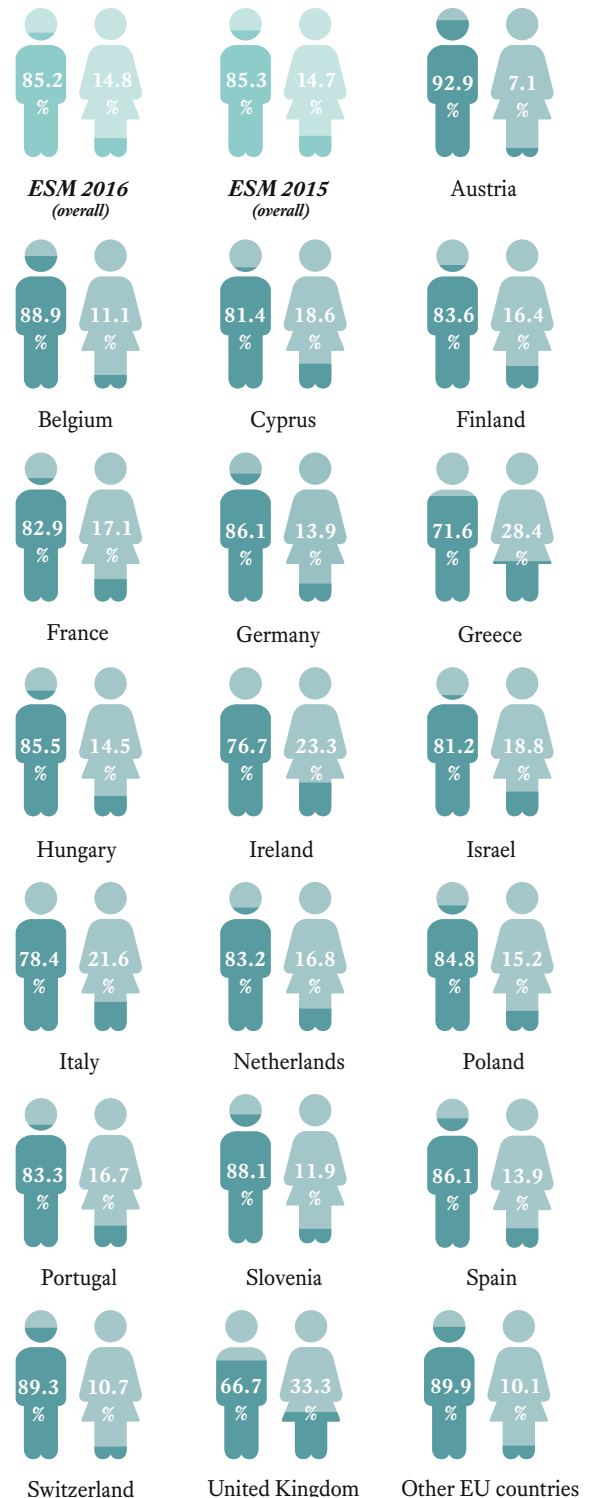 85.2 14.8 85.3 14.7 92.9 7.1
% % % % % %
ESM 2016 ESM 2015 Austria
(overall) (overall)
88.9 11.1 81.4 18.6 83.6 16.4
% % % % % %
Belgium Cyprus Finland
82.9 17.1 86.1 13.9 71.6 28.4
% % % % % %
France Germany Greece
85.5 14.5 76.7 23.3 81.2 18.8
% % % % % %
Hungary Ireland Israel
78.4 21.6 83.2 16.8 84.8 15.2
% % % % % %
Italy Netherlands Poland
83.3 16.7 88.1 11.9 86.1 13.9
% % % % % %
Portugal Slovenia Spain
89.3 10.7 66.7 33.3 89.9 10.1
% % % % % %
Switzerland United Kingdom Other EU countries